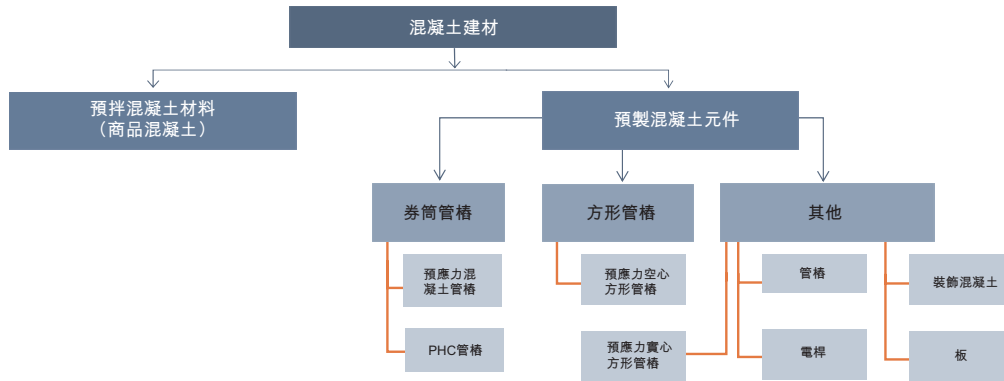 混凝土建材
預拌混凝土材料
（商品混凝土）
預製混凝土元件
券筒管樁
方形管樁
其他
預應力混
凝土管樁
預應力空心
方形管樁
管樁
裝飾混凝土
PHC管樁
預應力實心
方形管樁
電桿
板